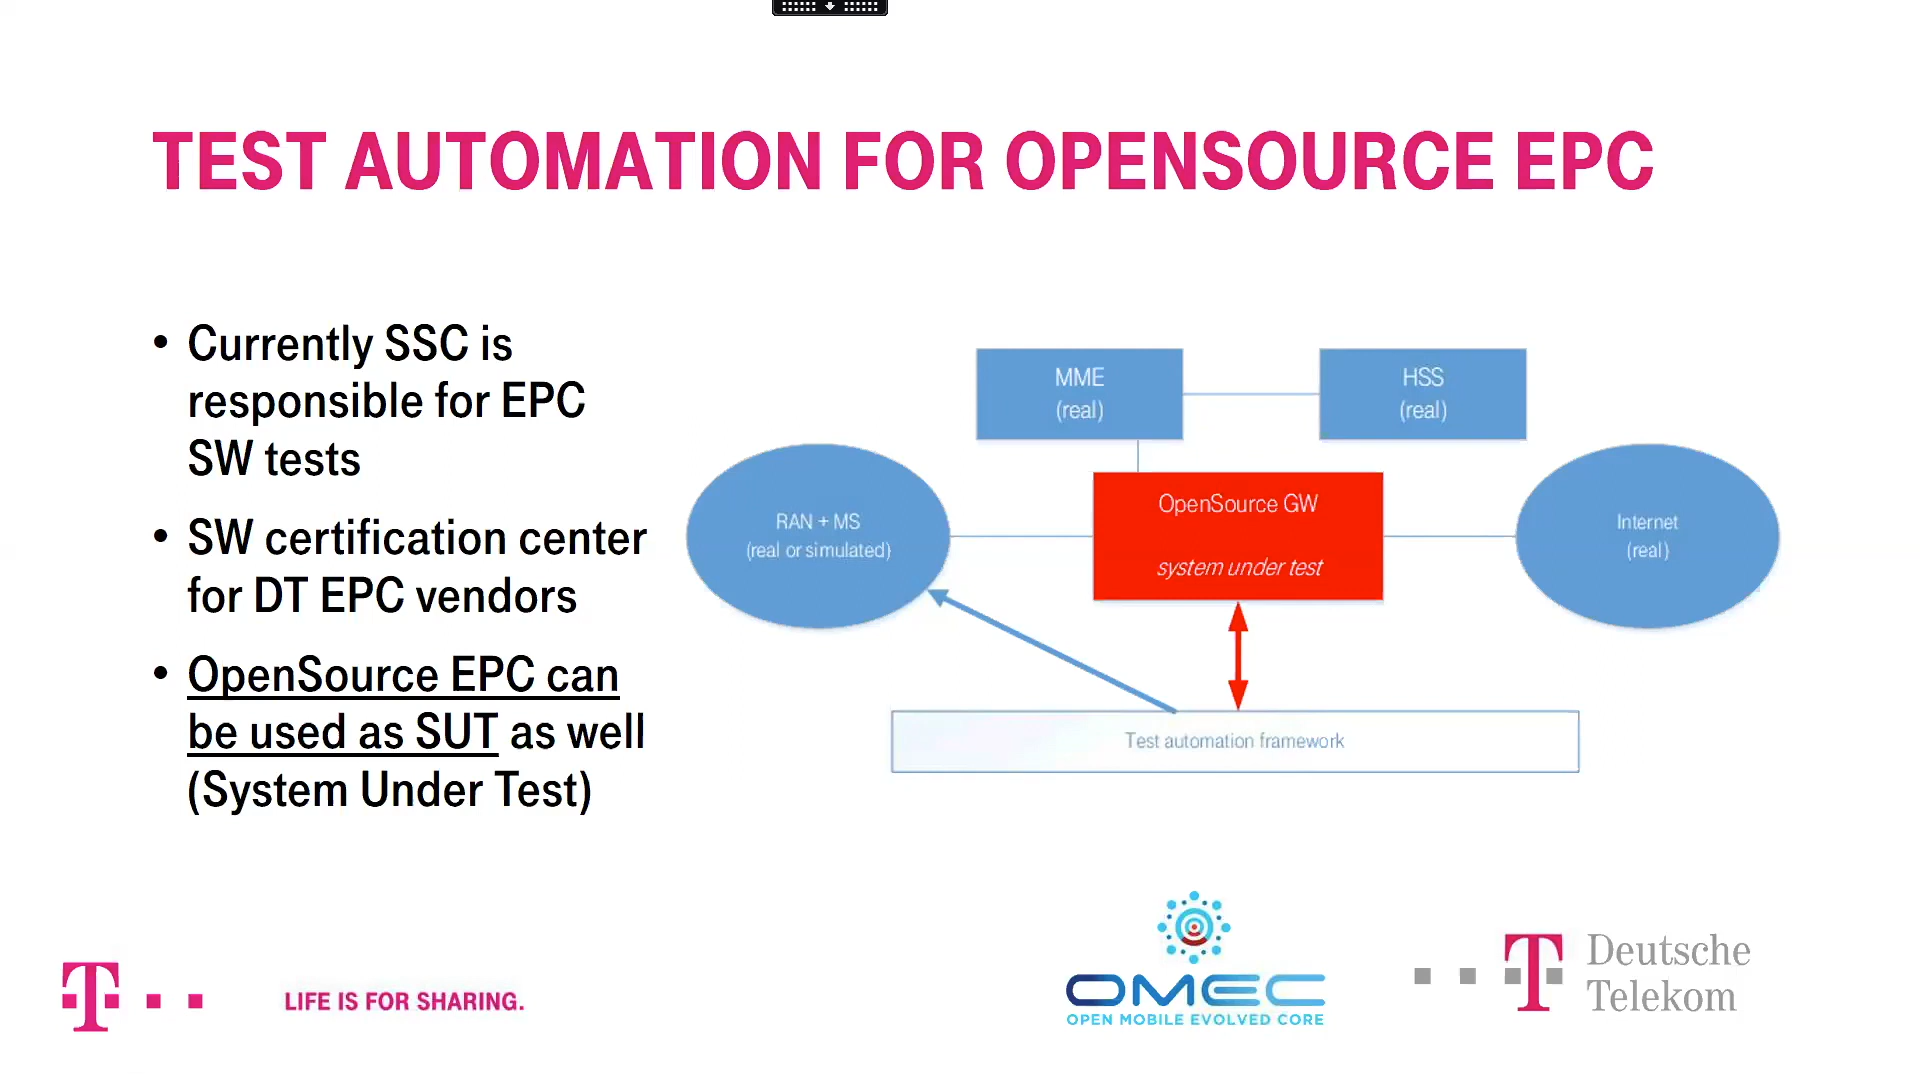 TEST AUTOMATION FOR OPENSOURCE EPC
• Currently SSC is
responsible for EPC
SW tests
• SW certification center
for DT EPC vendors
• OpenSource EPC can
be used as SUT as well
(System Under Test)
MME
(real)
HSS
(real)
RAN + MS
(real or simulated)
OpenSource GW
system under test
Internet
(real)
Test automation framework
T
LIFE IS FOR SHARING.
OMEC
OPEN MOBILE EVOLVED CORE
T
Deutsche
Telekom